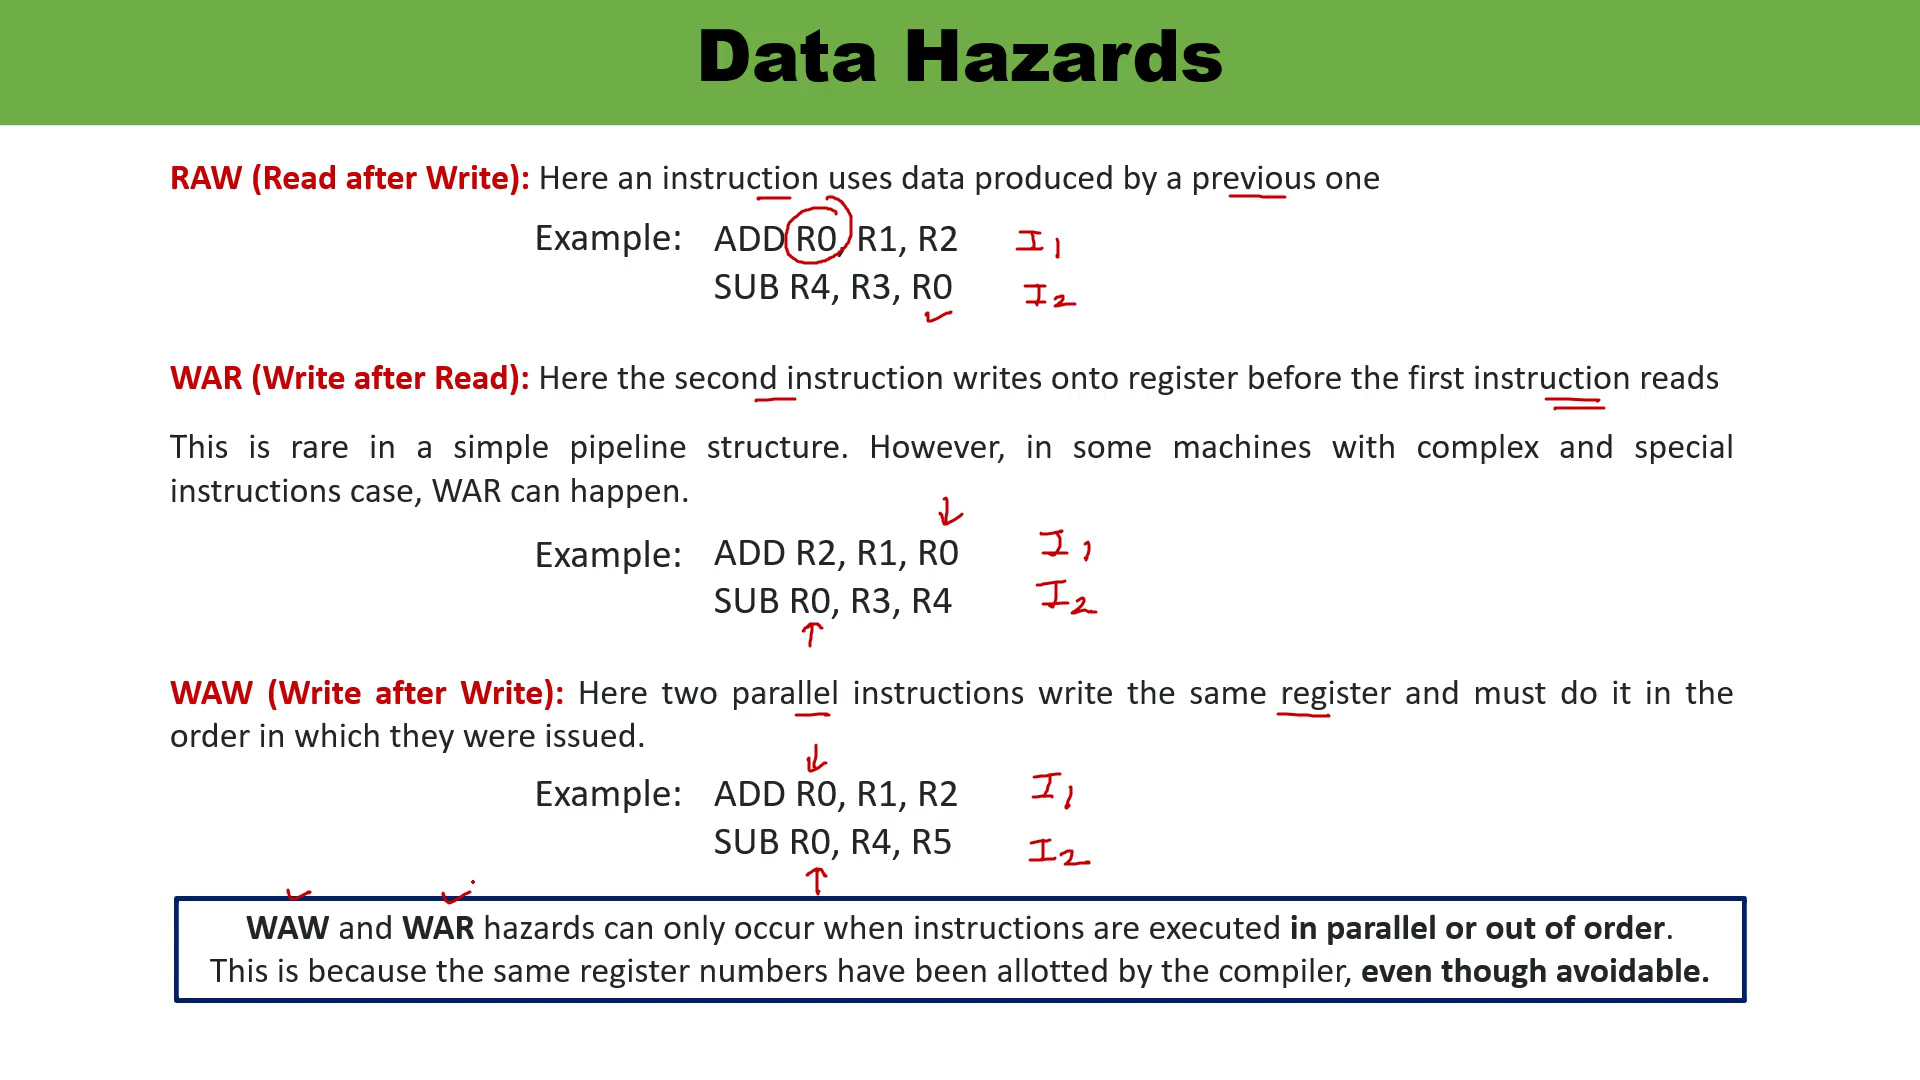 Data Hazards
RAW (Read after Write): Here an instruction uses data produced by a previous one
Example: ADD R0, R1, R2 I1
SUB R4, R3, R0 I2
WAR (Write after Read): Here the second instruction writes onto register before the first instruction reads
This is rare in a simple pipeline structure. However, in some machines with complex and special
instructions case, WAR can happen.
Example: ADD R2, R1, R0 I1
SUB R0, R3, R4 I2
WAW (Write after Write): Here two parallel instructions write the same register and must do it in the
order in which they were issued.
Example: ADD R0, R1, R2 I1
SUB R0, R4, R5 I2
WAW and WAR hazards can only occur when instructions are executed in parallel or out of order.
This is because the same register numbers have been allotted by the compiler, even though avoidable.